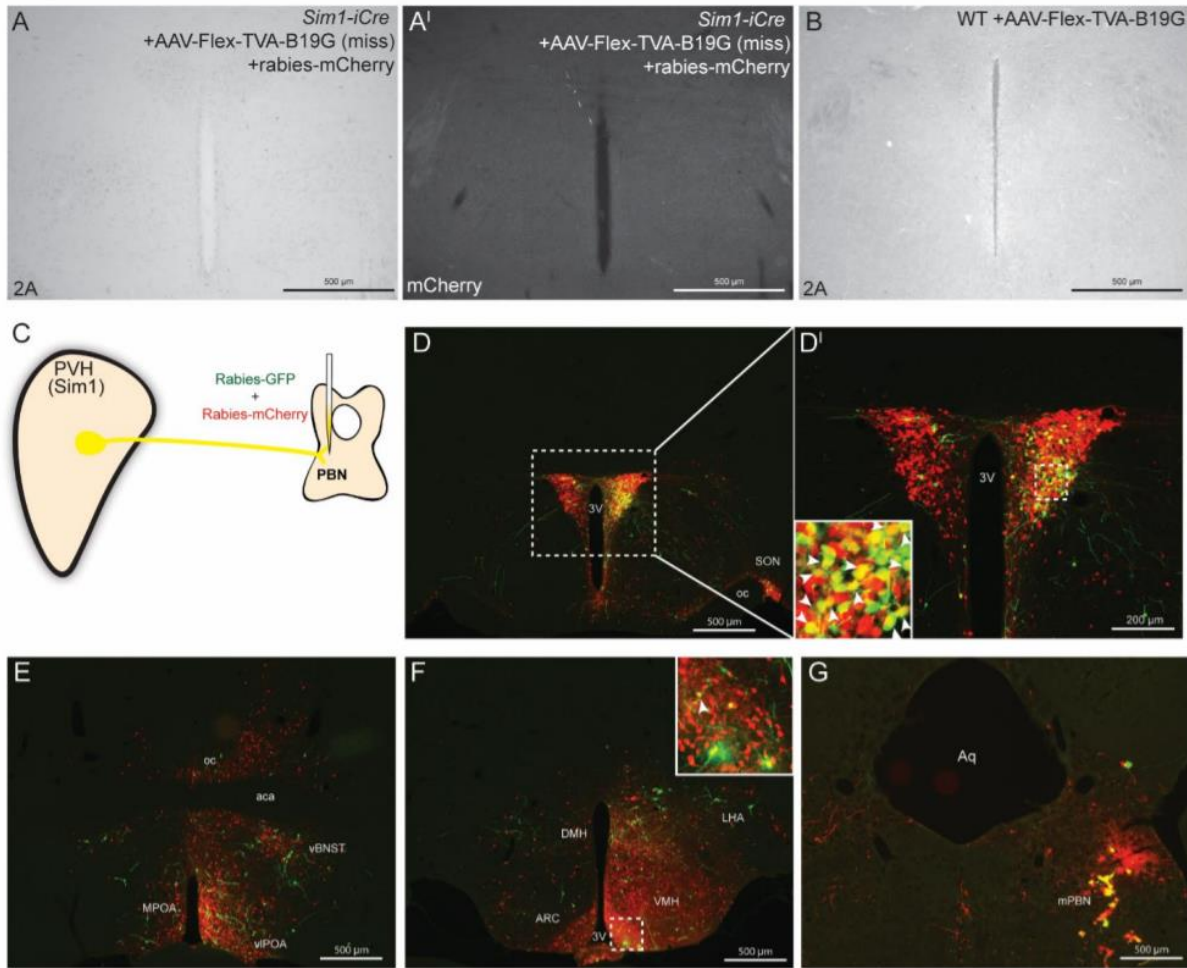 A
Sim1-iCre
+AAV-Flex-TVA-B19G (miss)
+rabies-mCherry
2A
500 µm
Aᴵ
Sim1-iCre
+AAV-Flex-TVA-B19G (miss)
+rabies-mCherry
mCherry
500 µm
B
WT +AAV-Flex-TVA-B19G
2A
500 µm
C
PVH
(Sim1)
Rabies-GFP
+
Rabies-mCherry
PBN
D
3V
SON
oc
500 µm
Dᴵ
3V
200 µm
E
oc
aca
vBNST
MPOA
vlPOA
500 µm
F
DMH
LHA
ARC
VMH
3V
500 µm
G
Aq
mPBN
500 µm